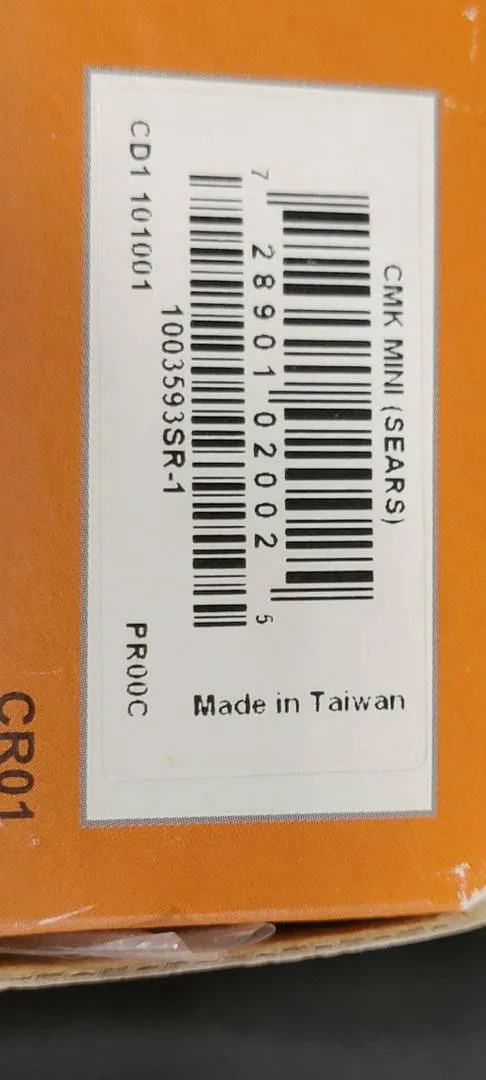 CMK MINI (SEARS)
7 28901 02002 5
1003593SR-1
Made in Taiwan
CD1 101001
PR00C
CR01